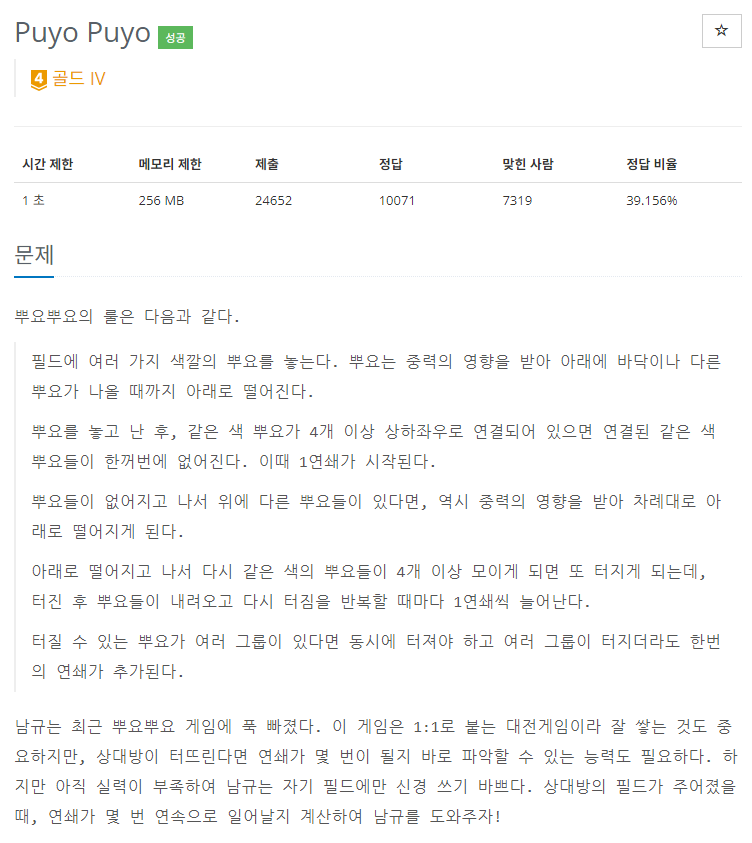 Puyo Puyo 성공
☆
4 골드 IV
시간 제한 메모리 제한 제출 정답 맞힌 사람 정답 비율
1 초 256 MB 24652 10071 7319 39.156%
문제
뿌요뿌요의 룰은 다음과 같다.
필드에 여러 가지 색깔의 뿌요를 놓는다. 뿌요는 중력의 영향을 받아 아래에 바닥이나 다른
뿌요가 나올 때까지 아래로 떨어진다.
뿌요를 놓고 난 후, 같은 색 뿌요가 4개 이상 상하좌우로 연결되어 있으면 연결된 같은 색
뿌요들이 한꺼번에 없어진다. 이때 1연쇄가 시작된다.
뿌요들이 없어지고 나서 위에 다른 뿌요들이 있다면, 역시 중력의 영향을 받아 차례대로 아
래로 떨어지게 된다.
아래로 떨어지고 나서 다시 같은 색의 뿌요들이 4개 이상 모이게 되면 또 터지게 되는데,
터진 후 뿌요들이 내려오고 다시 터짐을 반복할 때마다 1연쇄씩 늘어난다.
터질 수 있는 뿌요가 여러 그룹이 있다면 동시에 터져야 하고 여러 그룹이 터지더라도 한번
의 연쇄가 추가된다.
남규는 최근 뿌요뿌요 게임에 푹 빠졌다. 이 게임은 1:1로 붙는 대전게임이라 잘 쌓는 것도 중
요하지만, 상대방이 터뜨린다면 연쇄가 몇 번이 될지 바로 파악할 수 있는 능력도 필요하다. 하
지만 아직 실력이 부족하여 남규는 자기 필드에만 신경 쓰기 바쁘다. 상대방의 필드가 주어졌을
때, 연쇄가 몇 번 연속으로 일어날지 계산하여 남규를 도와주자!